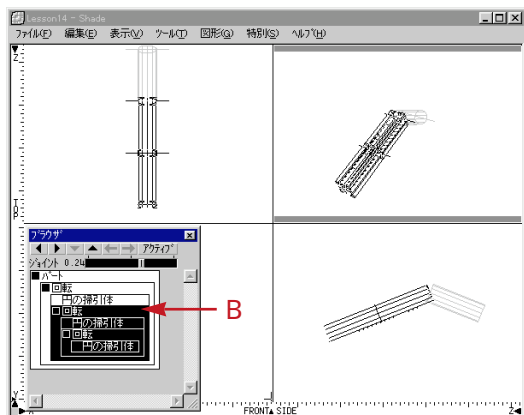 Lesson14 - Shade
ﾌｧｲﾙ(F) 編集(E) 表示(V) ﾂｰﾙ(T) 図形(G) 特別(S) ﾍﾙﾌﾟ(H)
Z
TOP
ﾌﾞﾗｳｻﾞ
ｱｸﾃｨﾌﾞ
ｼﾞｮｲﾝﾄ 0.24
パート
回転
円の掃引体
回転
B
円の掃引体
回転
円の掃引体
Y
X FRONT SIDE Z